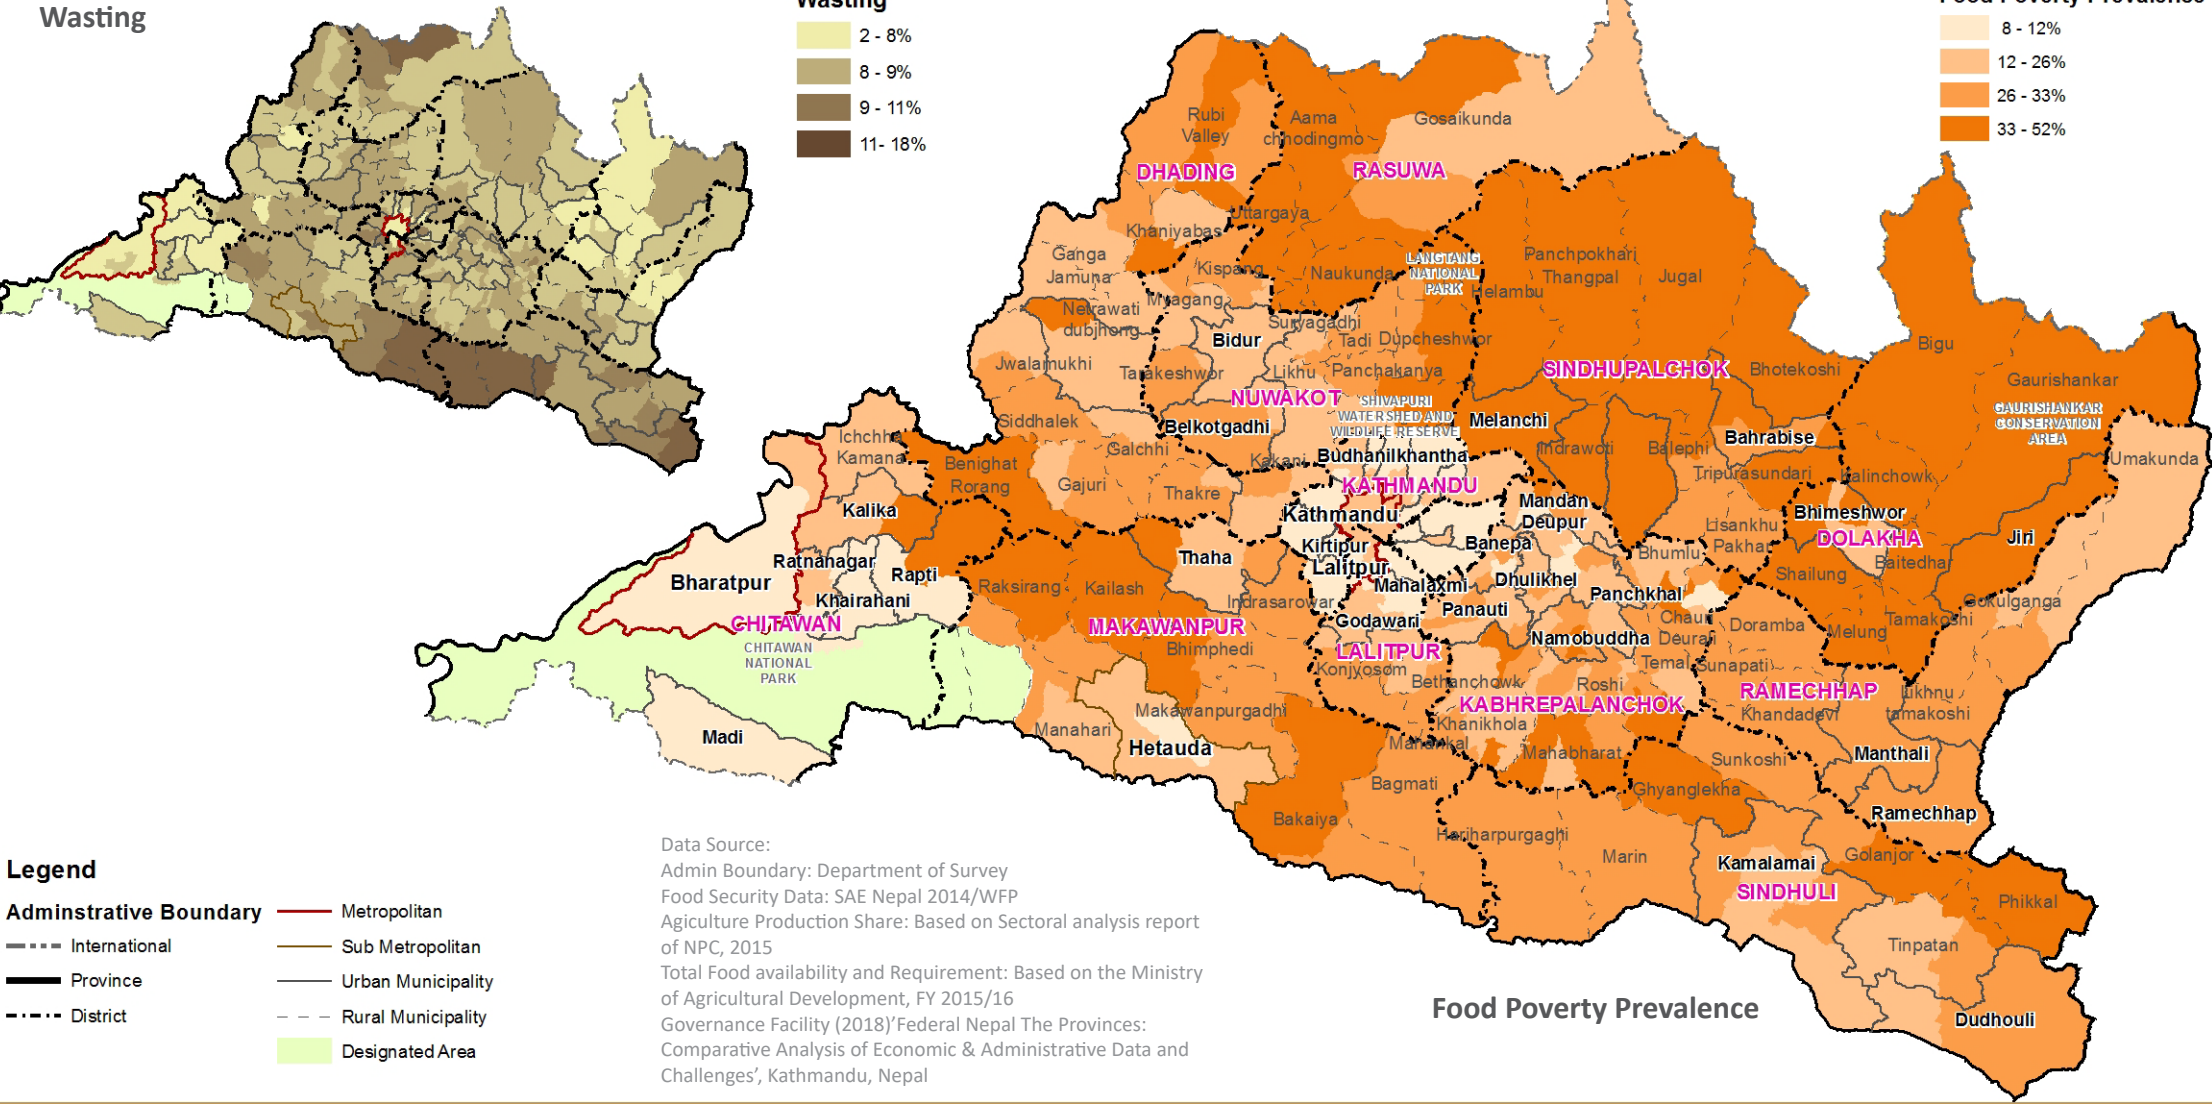 Wasting
Wasting
2 - 8%
8 - 9%
9 - 11%
11- 18%
Food Poverty Prevalence
8 - 12%
12 - 26%
26 - 33%
33 - 52%
Rubi
Valley
Aama
chhodingmo
Gosaikunda
DHADING
RASUWA
Uttargaya
Khaniyabas
Ganga
Jamuna
Kispang
Naukunda
LANGTANG
NATIONAL
PARK
Helambu
Panchpokhari
Thangpal
Jugal
Myagang
Netrawati
dubjhong
Suryagadhi
Bidur
Tadi
Dupcheshwor
Bigu
Jwalamukhi
Tarakeshwor
Likhu
Panchakanya
SINDHUPALCHOK
Bhotekoshi
Gaurishankar
NUWAKOT
SHIVAPURI
WATERSHED AND
WILDLIFE RESERVE
GAURISHANKAR
CONSERVATION
AREA
Siddhalek
Belkotgadhi
Melanchi
Bahrabise
Ichchha
Kamana
Galchhi
Kakani
Budhanilkhantha
Indrawoti
Balephi
Umakunda
Benighat
Rorang
Gajuri
Thakre
KATHMANDU
Tripurasundari
Kalinchowk
Kalika
Kathmandu
Mandan
Deupur
Bhimeshwor
Lisankhu
Pakhar
DOLAKHA
Jiri
Thaha
Kirtipur
Banepa
Bhumlu
Ratnanagar
Rapti
Lalitpur
Baitedhar
Bharatpur
Raksirang
Kailash
Mahalaxmi
Dhulikhel
Shailung
Khairahani
Indrasarowar
Panauti
Panchkhal
Gokulganga
CHITAWAN
MAKAWANPUR
Godawari
Chaun
Deurali
Doramba
Melung
Tamakoshi
Namobuddha
CHITAWAN
NATIONAL
PARK
Bhimphedi
LALITPUR
Konjyosom
Temal
Sunapati
Bethanchowk
Roshi
RAMECHHAP
Likhnu
tamakoshi
KABHREPALANCHOK
Makawanpurgadhi
Khandadevi
Manahari
Khanikhola
Madi
Hetauda
Mahankal
Mahabharat
Sunkoshi
Manthali
Bagmati
Ghyanglekha
Bakaiya
Hariharpurgaghi
Ramechhap
Marin
Kamalamai
Golanjor
SINDHULI
Phikkal
Tinpatan
Dudhouli
Food Poverty Prevalence
Legend
Adminstrative Boundary
International
Province
District
Metropolitan
Sub Metropolitan
Urban Municipality
Rural Municipality
Designated Area
Data Source:
Admin Boundary: Department of Survey
Food Security Data: SAE Nepal 2014/WFP
Agiculture Production Share: Based on Sectoral analysis report
of NPC, 2015
Total Food availability and Requirement: Based on the Ministry
of Agricultural Development, FY 2015/16
Governance Facility (2018)’Federal Nepal The Provinces:
Comparative Analysis of Economic & Administrative Data and
Challenges’, Kathmandu, Nepal